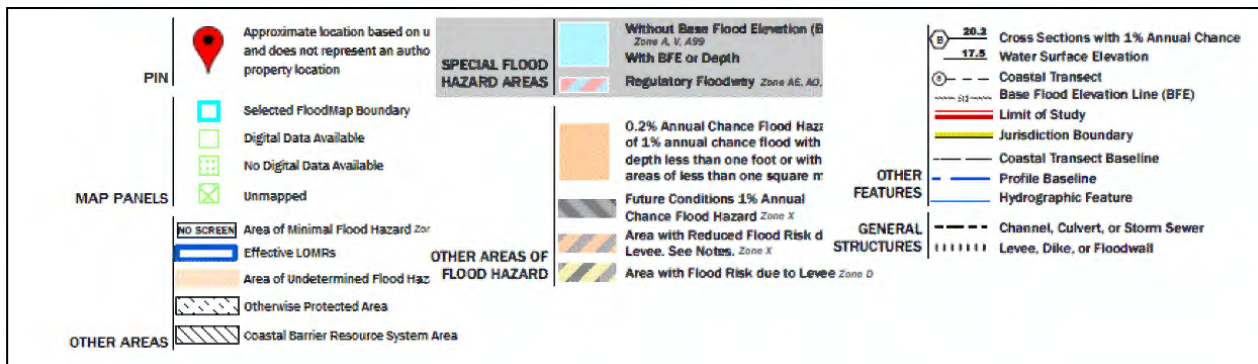 PIN
Approximate location based on u
and does not represent an autho
property location
MAP PANELS
Selected FloodMap Boundary
Digital Data Available
No Digital Data Available
Unmapped
OTHER AREAS
NO SCREEN Area of Minimal Flood Hazard Zor
Effective LOMRs
Area of Undetermined Flood Haz
Otherwise Protected Area
Coastal Barrier Resource System Area
SPECIAL FLOOD
HAZARD AREAS
Without Base Flood Elevation (B
Zone A, V, A99
With BFE or Depth
Regulatory Floodway Zone AE, AO,
OTHER AREAS OF
FLOOD HAZARD
0.2% Annual Chance Flood Haza
of 1% annual chance flood with
depth less than one foot or with
areas of less than one square m
Future Conditions 1% Annual
Chance Flood Hazard Zone X
Area with Reduced Flood Risk d
Levee. See Notes. Zone X
Area with Flood Risk due to Levee Zone D
OTHER
FEATURES
B 20.2 Cross Sections with 1% Annual Chance
17.5 Water Surface Elevation
8 Coastal Transect
513 Base Flood Elevation Line (BFE)
Limit of Study
Jurisdiction Boundary
Coastal Transect Baseline
Profile Baseline
Hydrographic Feature
GENERAL
STRUCTURES
Channel, Culvert, or Storm Sewer
Levee, Dike, or Floodwall